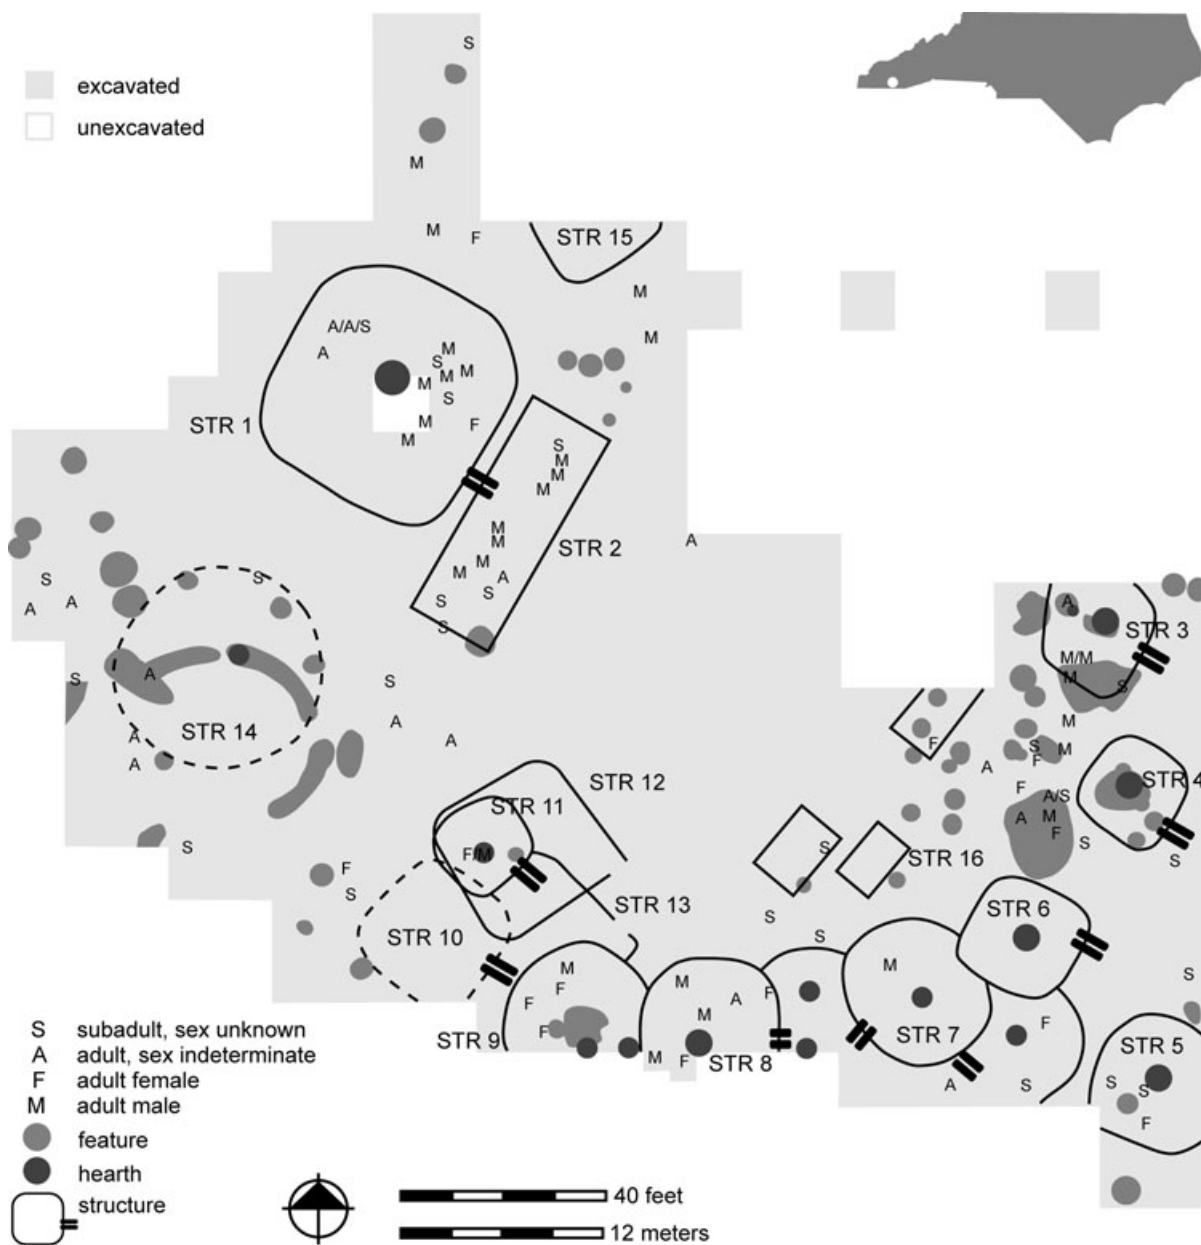 S
excavated
unexcavated
M
M
F
STR 15
M
A/A/S
M
A
M
S
M
M
M
S
STR 1
M
F
M
S
M
M
M
M
M
STR 2
A
M
M
A
S
S
S
S
S
A
A
A
STR 3
M/M
S
A
S
M
S
STR 14
A
M
A
A
F
S
M
F
A
A
STR 12
STR 4
STR 11
F
A/S
A
M
F
S
S
F/M
S
STR 16
S
F
S
STR 13
STR 6
S
STR 10
S
M
M
S
F
M
A
F
F
M
F
F
STR 9
M
F
STR 8
STR 7
STR 5
A
S
S
S
F
S subadult, sex unknown
A adult, sex indeterminate
F adult female
M adult male
feature
hearth
structure
40 feet
12 meters